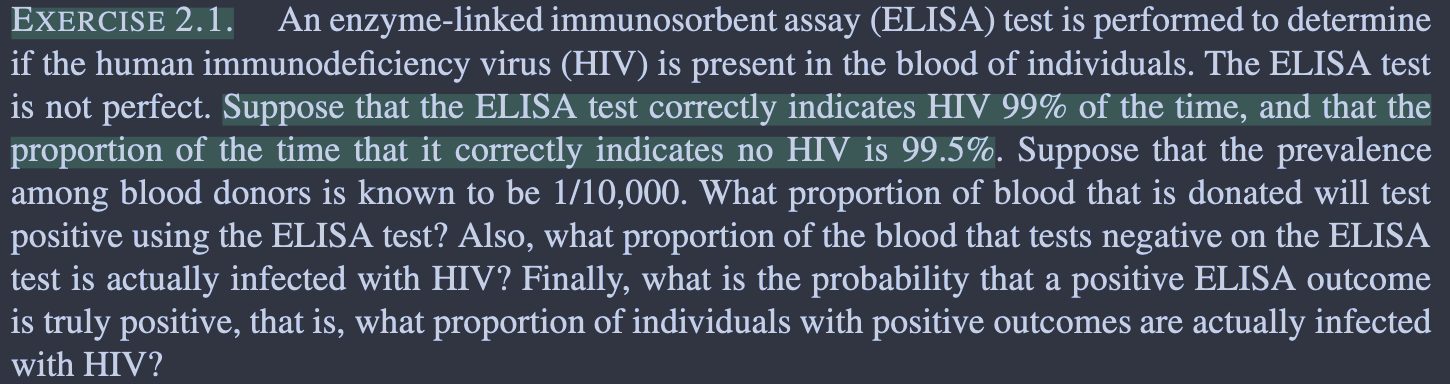 EXERCISE 2.1. An enzyme-linked immunosorbent assay (ELISA) test is performed to determine
if the human immunodeficiency virus (HIV) is present in the blood of individuals. The ELISA test
is not perfect. Suppose that the ELISA test correctly indicates HIV 99% of the time, and that the
proportion of the time that it correctly indicates no HIV is 99.5%. Suppose that the prevalence
among blood donors is known to be 1/10,000. What proportion of blood that is donated will test
positive using the ELISA test? Also, what proportion of the blood that tests negative on the ELISA
test is actually infected with HIV? Finally, what is the probability that a positive ELISA outcome
is truly positive, that is, what proportion of individuals with positive outcomes are actually infected
with HIV?